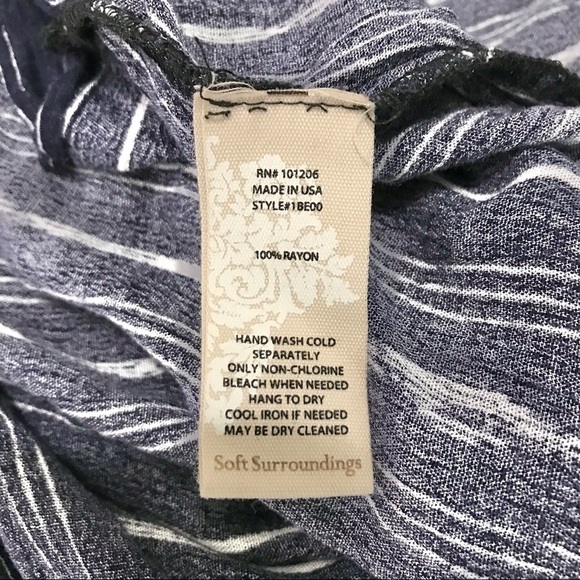 RN# 101206
MADE IN USA
STYLE#1BE00
100% RAYON
HAND WASH COLD
SEPARATELY
ONLY NON-CHLORINE
BLEACH WHEN NEEDED
HANG TO DRY
COOL IRON IF NEEDED
MAY BE DRY CLEANED
Soft Surroundings